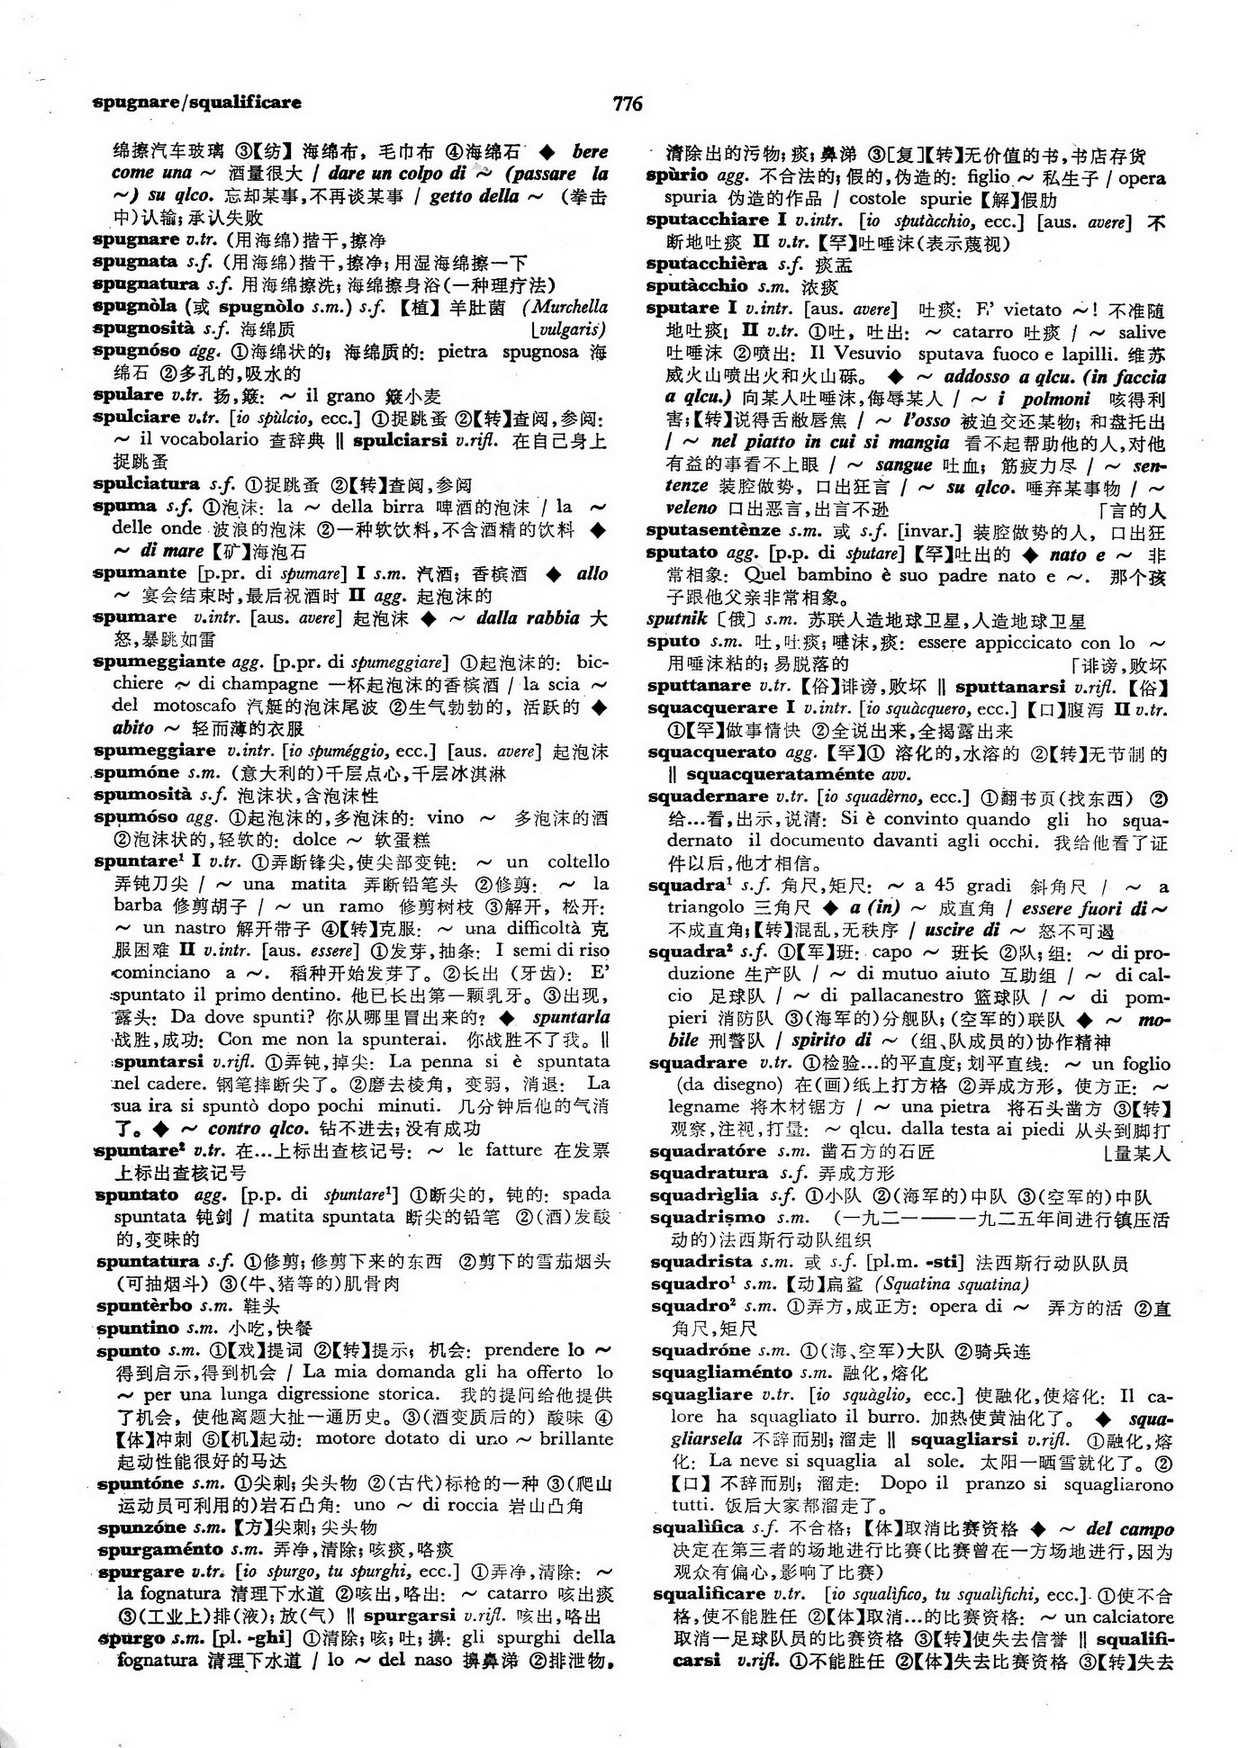 spugnare/squalificare
776
绵擦汽车玻璃 ③【纺】海绵布, 毛巾布 ④海绵石 ◆ bere
come una ～ 酒量很大 / dare un colpo di ～ (passare la
～) su qlco. 忘却某事,不再谈某事 / getto della ～ (拳击
中)认输;承认失败
spugnare v.tr. (用海绵)揩干,擦净
spugnata s.f. (用海绵)揩干,擦净;用湿海绵擦一下
spugnatura s.f. 用海绵擦洗;海绵擦身浴(一种理疗法)
spugnòla (或 spugnòlo s.m.) s.f. 【植】羊肚菌 (Murchella
spugnosità s.f. 海绵质 ⌊vulgaris)
spugnóso agg. ①海绵状的; 海绵质的: pietra spugnosa 海
绵石 ②多孔的,吸水的
spulare v.tr. 扬,簸: ～ il grano 簸小麦
spulciare v.tr. [io spùlcio, ecc.] ①捉跳蚤 ②【转】查阅,参阅:
～ il vocabolario 查辞典 ‖ spulciarsi v.rifl. 在自己身上
捉跳蚤
spulciatura s.f. ①捉跳蚤 ②【转】查阅,参阅
spuma s.f. ①泡沫: la ～ della birra 啤酒的泡沫 / la ～
delle onde 波浪的泡沫 ②一种软饮料,不含酒精的饮料 ◆
～ di mare【矿】海泡石
spumante [p.pr. di spumare] I s.m. 汽酒; 香槟酒 ◆ allo
～ 宴会结束时,最后祝酒时 II agg. 起泡沫的
spumare v.intr. [aus. avere] 起泡沫 ◆ ～ dalla rabbia 大
怒,暴跳如雷
spumeggiante agg. [p.pr. di spumeggiare] ①起泡沫的: bic-
chiere ～ di champagne 一杯起泡沫的香槟酒 / la scia ～
del motoscafo 汽艇的泡沫尾波 ②生气勃勃的, 活跃的 ◆
abito ～ 轻而薄的衣服
spumeggiare v.intr. [io spuméggio, ecc.] [aus. avere] 起泡沫
spumóne s.m. (意大利的)千层点心,千层冰淇淋
spumosità s.f. 泡沫状,含泡沫性
spumóso agg. ①起泡沫的,多泡沫的: vino ～ 多泡沫的酒
②泡沫状的,轻软的: dolce ～ 软蛋糕
spuntare¹ I v.tr. ①弄断锋尖,使尖部变钝: ～ un coltello
弄钝刀尖 / ～ una matita 弄断铅笔头 ②修剪: ～ la
barba 修剪胡子 / ～ un ramo 修剪树枝 ③解开, 松开:
～ un nastro 解开带子 ④【转】克服: ～ una difficoltà 克
服困难 II v.intr. [aus. essere] ①发芽,抽条: I semi di riso
cominciano a ～. 稻种开始发芽了。②长出 (牙齿): E'
spuntato il primo dentino. 他已长出第一颗乳牙。③出现,
露头: Da dove spunti? 你从哪里冒出来的? ◆ spuntarla
战胜,成功: Con me non la spunterai. 你战胜不了我。‖
spuntarsi v.rifl. ①弄钝,掉尖: La penna si è spuntata
nel cadere. 钢笔摔断尖了。②磨去棱角, 变弱, 消退: La
sua ira si spuntò dopo pochi minuti. 几分钟后他的气消
了。◆ ～ contro qlco. 钻不进去;没有成功
spuntare² v.tr. 在…上标出查核记号: ～ le fatture 在发票
上标出查核记号
spuntato agg. [p.p. di spuntare¹] ①断尖的, 钝的: spada
spuntata 钝剑 / matita spuntata 断尖的铅笔 ②(酒)发酸
的,变味的
spuntatura s.f. ①修剪;修剪下来的东西 ②剪下的雪茄烟头
(可抽烟斗) ③(牛、猪等的)肌骨肉
spuntèrbo s.m. 鞋头
spuntino s.m. 小吃,快餐
spunto s.m. ①【戏】提词 ②【转】提示; 机会: prendere lo ～
得到启示,得到机会 / La mia domanda gli ha offerto lo
～ per una lunga digressione storica. 我的提问给他提供
了机会, 使他离题大扯一通历史。③(酒变质后的) 酸味 ④
【体】冲刺 ⑤【机】起动: motore dotato di uno ～ brillante
起动性能很好的马达
spuntóne s.m. ①尖刺;尖头物 ②(古代)标枪的一种 ③(爬山
运动员可利用的)岩石凸角: uno ～ di roccia 岩山凸角
spunzóne s.m.【方】尖刺;尖头物
spurgaménto s.m. 弄净,清除;咳痰,咯痰
spurgare v.tr. [io spurgo, tu spurghi, ecc.] ①弄净,清除: ～
la fognatura 清理下水道 ②咳出,咯出: ～ catarro 咳出痰
③(工业上)排(液);放(气) ‖ spurgarsi v.rifl. 咳出,咯出
spurgo s.m. [pl. -ghi] ①清除;咳;吐;擤: gli spurghi della
fognatura 清理下水道 / lo ～ del naso 擤鼻涕 ②排泄物,
清除出的污物;痰;鼻涕 ③[复]【转】无价值的书,书店存货
spùrio agg. 不合法的;假的,伪造的: figlio ～ 私生子 / opera
spuria 伪造的作品 / costole spurie【解】假肋
sputacchiare I v.intr. [io sputàcchio, ecc.] [aus. avere] 不
断地吐痰 II v.tr.【罕】吐唾沫(表示蔑视)
sputacchièra s.f. 痰盂
sputàcchio s.m. 浓痰
sputare I v.intr. [aus. avere] 吐痰: E' vietato ～! 不准随
地吐痰! II v.tr. ①吐, 吐出: ～ catarro 吐痰 / ～ salive
吐唾沫 ②喷出: Il Vesuvio sputava fuoco e lapilli. 维苏
威火山喷出火和火山砾。 ◆ ～ addosso a qlcu. (in faccia
a qlcu.) 向某人吐唾沫,侮辱某人 / ～ i polmoni 咳得利
害;【转】说得舌敝唇焦 / ～ l'osso 被迫交还某物; 和盘托出
/ ～ nel piatto in cui si mangia 看不起帮助他的人,对他
有益的事看不上眼 / ～ sangue 吐血; 筋疲力尽 / ～ sen-
tenze 装腔做势, 口出狂言 / ～ su qlco. 唾弃某事物 / ～
veleno 口出恶言,出言不逊 ⌈言的人
sputasentènze s.m. 或 s.f. [invar.] 装腔做势的人, 口出狂
sputato agg. [p.p. di sputare]【罕】吐出的 ◆ nato e ～ 非
常相象: Quel bambino è suo padre nato e ～. 那个孩
子跟他父亲非常相象。
sputnik〔俄〕s.m. 苏联人造地球卫星,人造地球卫星
sputo s.m. 吐,吐痰;唾沫,痰: essere appiccicato con lo ～
用唾沫粘的;易脱落的 ⌈诽谤,败坏
sputtanare v.tr.【俗】诽谤,败坏 ‖ sputtanarsi v.rifl.【俗】
squacquerare I v.intr. [io squàcquero, ecc.]【口】腹泻 II v.tr.
①【罕】做事情快 ②全说出来,全揭露出来
squacquerato agg.【罕】① 溶化的,水溶的 ②【转】无节制的
‖ squacqueratаménte avv.
squadernare v.tr. [io squadèrno, ecc.] ①翻书页(找东西) ②
给…看,出示,说清: Si è convinto quando gli ho squa-
dernato il documento davanti agli occhi. 我给他看了证
件以后,他才相信。
squadra¹ s.f. 角尺,矩尺: ～ a 45 gradi 斜角尺 / ～ a
triangolo 三角尺 ◆ a (in) ～ 成直角 / essere fuori di ～
不成直角;【转】混乱,无秩序 / uscire di ～ 怒不可遏
squadra² s.f. ①【军】班: capo ～ 班长 ②队;组: ～ di pro-
duzione 生产队 / ～ di mutuo aiuto 互助组 / ～ di cal-
cio 足球队 / ～ di pallacanestro 篮球队 / ～ di pom-
pieri 消防队 ③(海军的)分舰队;(空军的)联队 ◆ ～ mo-
bile 刑警队 / spirito di ～ (组、队成员的)协作精神
squadrare v.tr. ①检验…的平直度;划平直线: ～ un foglio
(da disegno) 在(画)纸上打方格 ②弄成方形, 使方正: ～
legname 将木材锯方 / ～ una pietra 将石头凿方 ③【转】
观察,注视,打量: ～ qlcu. dalla testa ai piedi 从头到脚打
squadratóre s.m. 凿石方的石匠 ⌊量某人
squadratura s.f. 弄成方形
squadrìglia s.f. ①小队 ②(海军的)中队 ③(空军的)中队
squadrismo s.m. (一九二一——一九二五年间进行镇压活
动的)法西斯行动队组织
squadrista s.m. 或 s.f. [pl.m. -sti] 法西斯行动队队员
squadro¹ s.m.【动】扁鲨 (Squatina squatina)
squadro² s.m. ①弄方,成正方: opera di ～ 弄方的活 ②直
角尺,矩尺
squadróne s.m. ①(海、空军)大队 ②骑兵连
squagliaménto s.m. 融化,熔化
squagliare v.tr. [io squàglio, ecc.] 使融化,使熔化: Il ca-
lore ha squagliato il burro. 加热使黄油化了。 ◆ squa-
gliarsela 不辞而别;溜走 ‖ squagliarsi v.rifl. ①融化,熔
化: La neve si squaglia al sole. 太阳一晒雪就化了。②
【口】不辞而别; 溜走: Dopo il pranzo si squagliarono
tutti. 饭后大家都溜走了。
squalìfica s.f. 不合格; 【体】取消比赛资格 ◆ ～ del campo
决定在第三者的场地进行比赛(比赛曾在一方场地进行,因为
观众有偏心,影响了比赛)
squalificare v.tr. [io squalìfico, tu squalìfichi, ecc.] ①使不合
格,使不能胜任 ②【体】取消…的比赛资格: ～ un calciatore
取消一足球队员的比赛资格 ③【转】使失去信誉 ‖ squalifi-
carsi v.rifl. ①不能胜任 ②【体】失去比赛资格 ③【转】失去